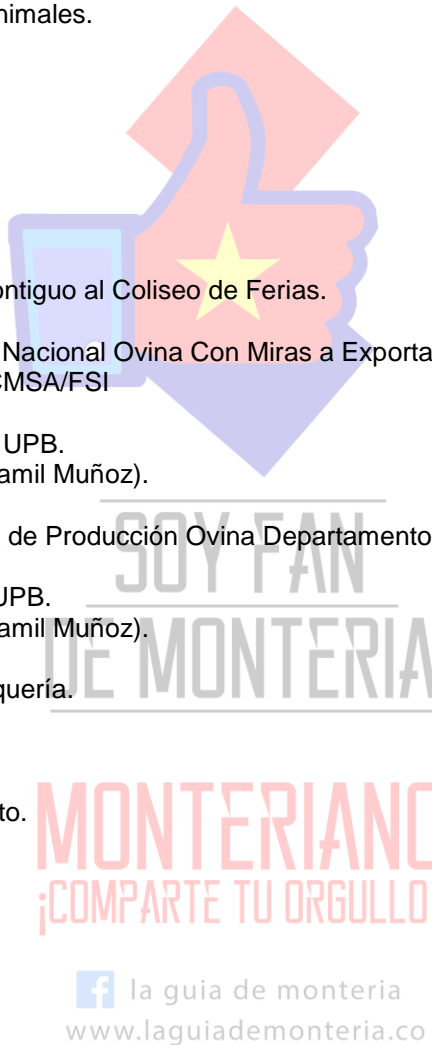 nimales.
ontiguo al Coliseo de Ferias.
Nacional Ovina Con Miras a Exporta
CMSA/FSI
UPB.
amil Muñoz).
de Producción Ovina Departamento
SOY FAN
UPB.
DE MONTERIA
amil Muñoz).
quería.
to.
MONTERIANO
¡COMPARTE TU ORGULLO
f la guia de monteria
www.laguiademonteria.co